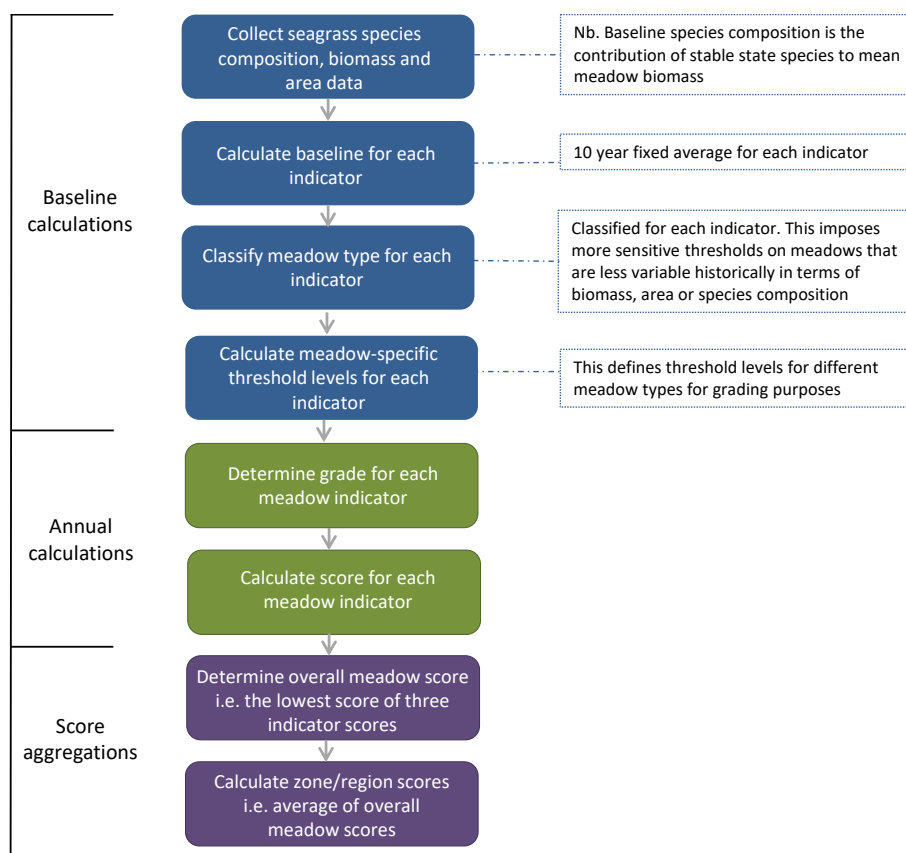 Collect seagrass species
composition, biomass and
area data
Nb. Baseline species composition is the
contribution of stable state species to mean
meadow biomass
Calculate baseline for each
indicator
10 year fixed average for each indicator
Baseline
calculations
Classify meadow type for each
indicator
Classified for each indicator. This imposes
more sensitive thresholds on meadows that
are less variable historically in terms of
biomass, area or species composition
Calculate meadow-specific
threshold levels for each
indicator
This defines threshold levels for different
meadow types for grading purposes
Annual
calculations
Determine grade for each
meadow indicator
Calculate score for each
meadow indicator
Score
aggregations
Determine overall meadow score
i.e. the lowest score of three
indicator scores
Calculate zone/region scores
i.e. average of overall
meadow scores